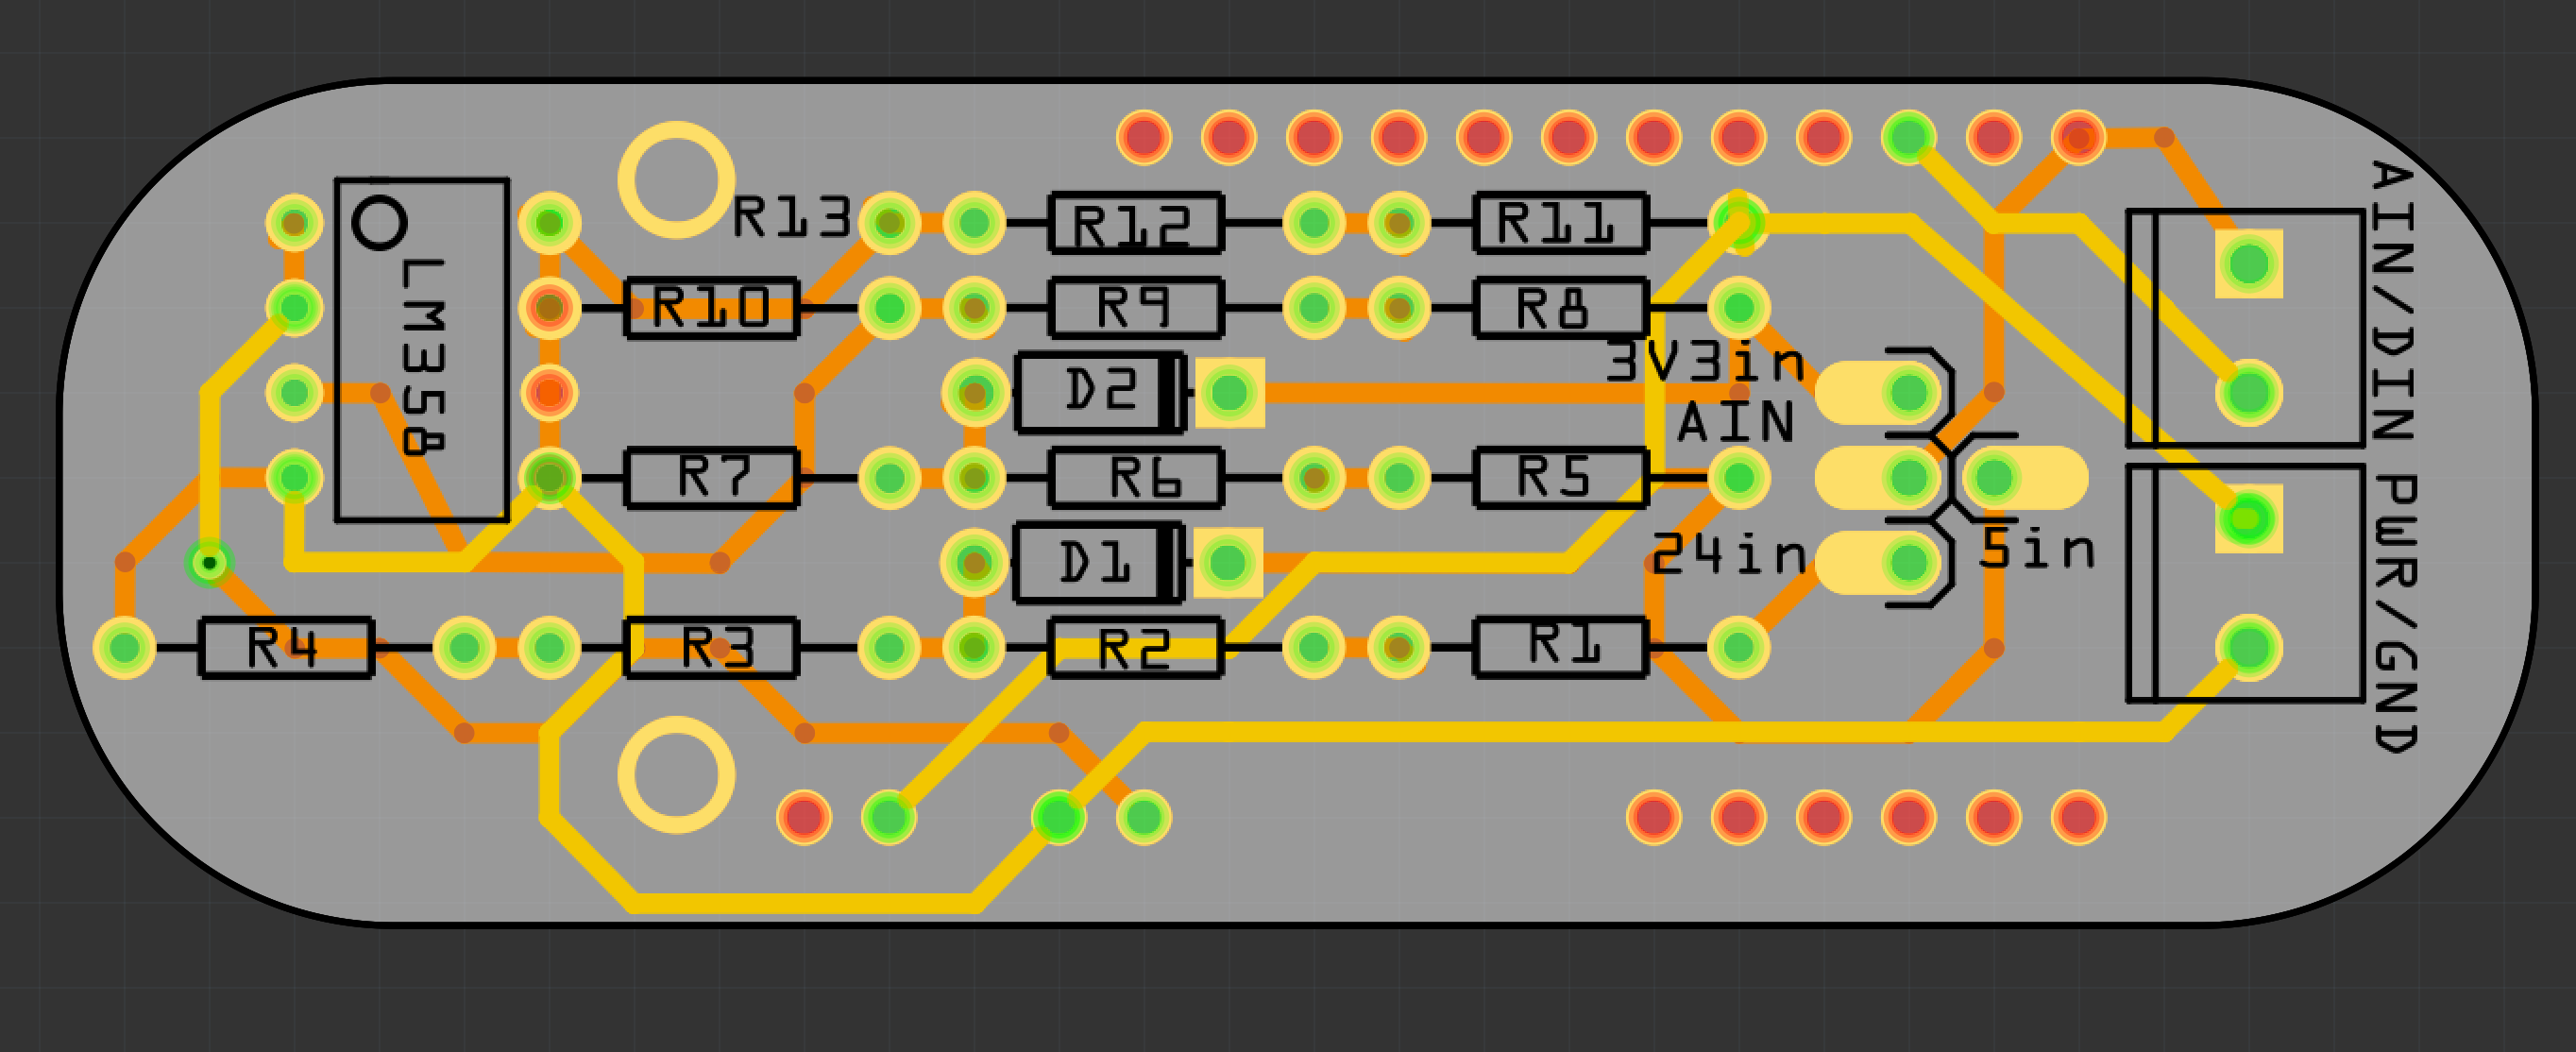 R13
R12
R11
R10
R9
R8
LM358
D2
3V3in
AIN
R7
R6
R5
D1
24in
5in
R4
R3
R2
R1
AIN/DIN
PWR/GND